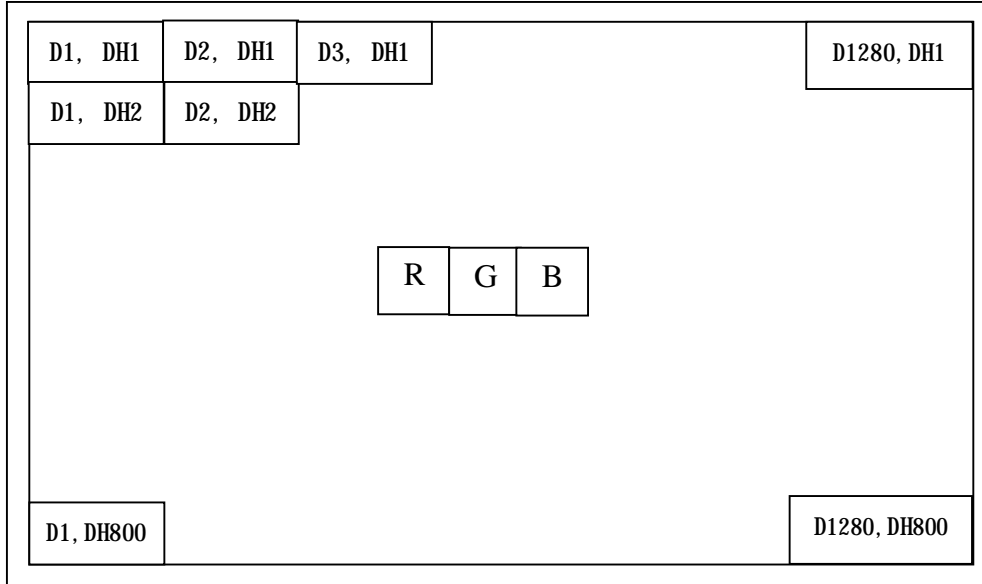 D1, DH1 D2, DH1 D3, DH1 D1280,DH1
D1, DH2 D2, DH2
R G B
D1,DH800 D1280,DH800